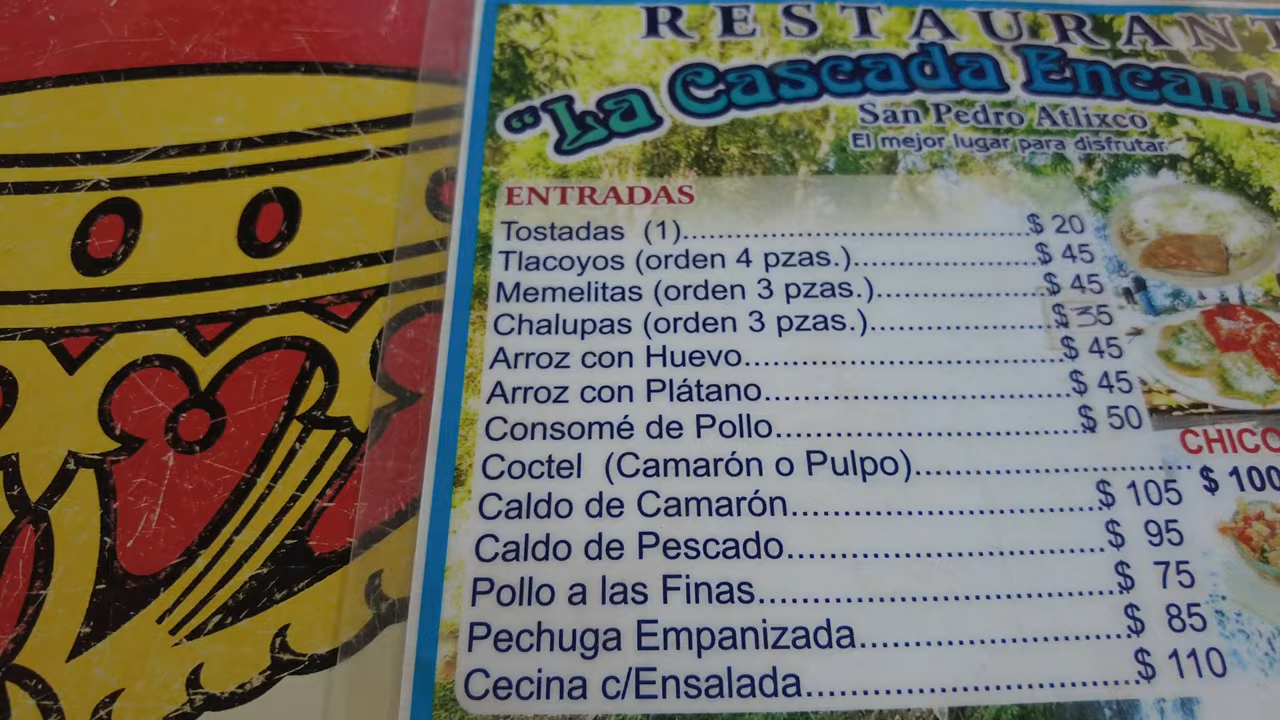 RESTAURANT
"La Cascada Encant
San Pedro Atlixco
El mejor lugar para disfrutar
ENTRADAS
Tostadas (1)........................................$ 20
Tlacoyos (orden 4 pzas.)......................$ 45
Memelitas (orden 3 pzas.)....................$ 45
Chalupas (orden 3 pzas.).....................$ 35
Arroz con Huevo...................................$ 45
Arroz con Plátano.................................$ 45
Consomé de Pollo................................$ 50
CHICO
Coctel (Camarón o Pulpo).............................. $ 100
Caldo de Camarón................................$ 105
Caldo de Pescado................................$ 95
Pollo a las Finas....................................$ 75
Pechuga Empanizada..........................$ 85
Cecina c/Ensalada................................$ 110